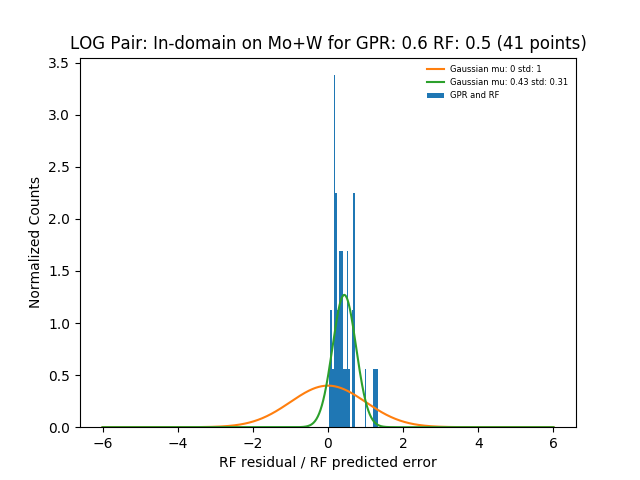 LOG Pair: In-domain on Mo+W for GPR: 0.6 RF: 0.5 (41 points)
Gaussian mu: 0 std: 1
Gaussian mu: 0.43 std: 0.31
GPR and RF
Normalized Counts
3.5
3.0
2.5
2.0
1.5
1.0
0.5
0.0
−6 −4 −2 0 2 4 6
RF residual / RF predicted error